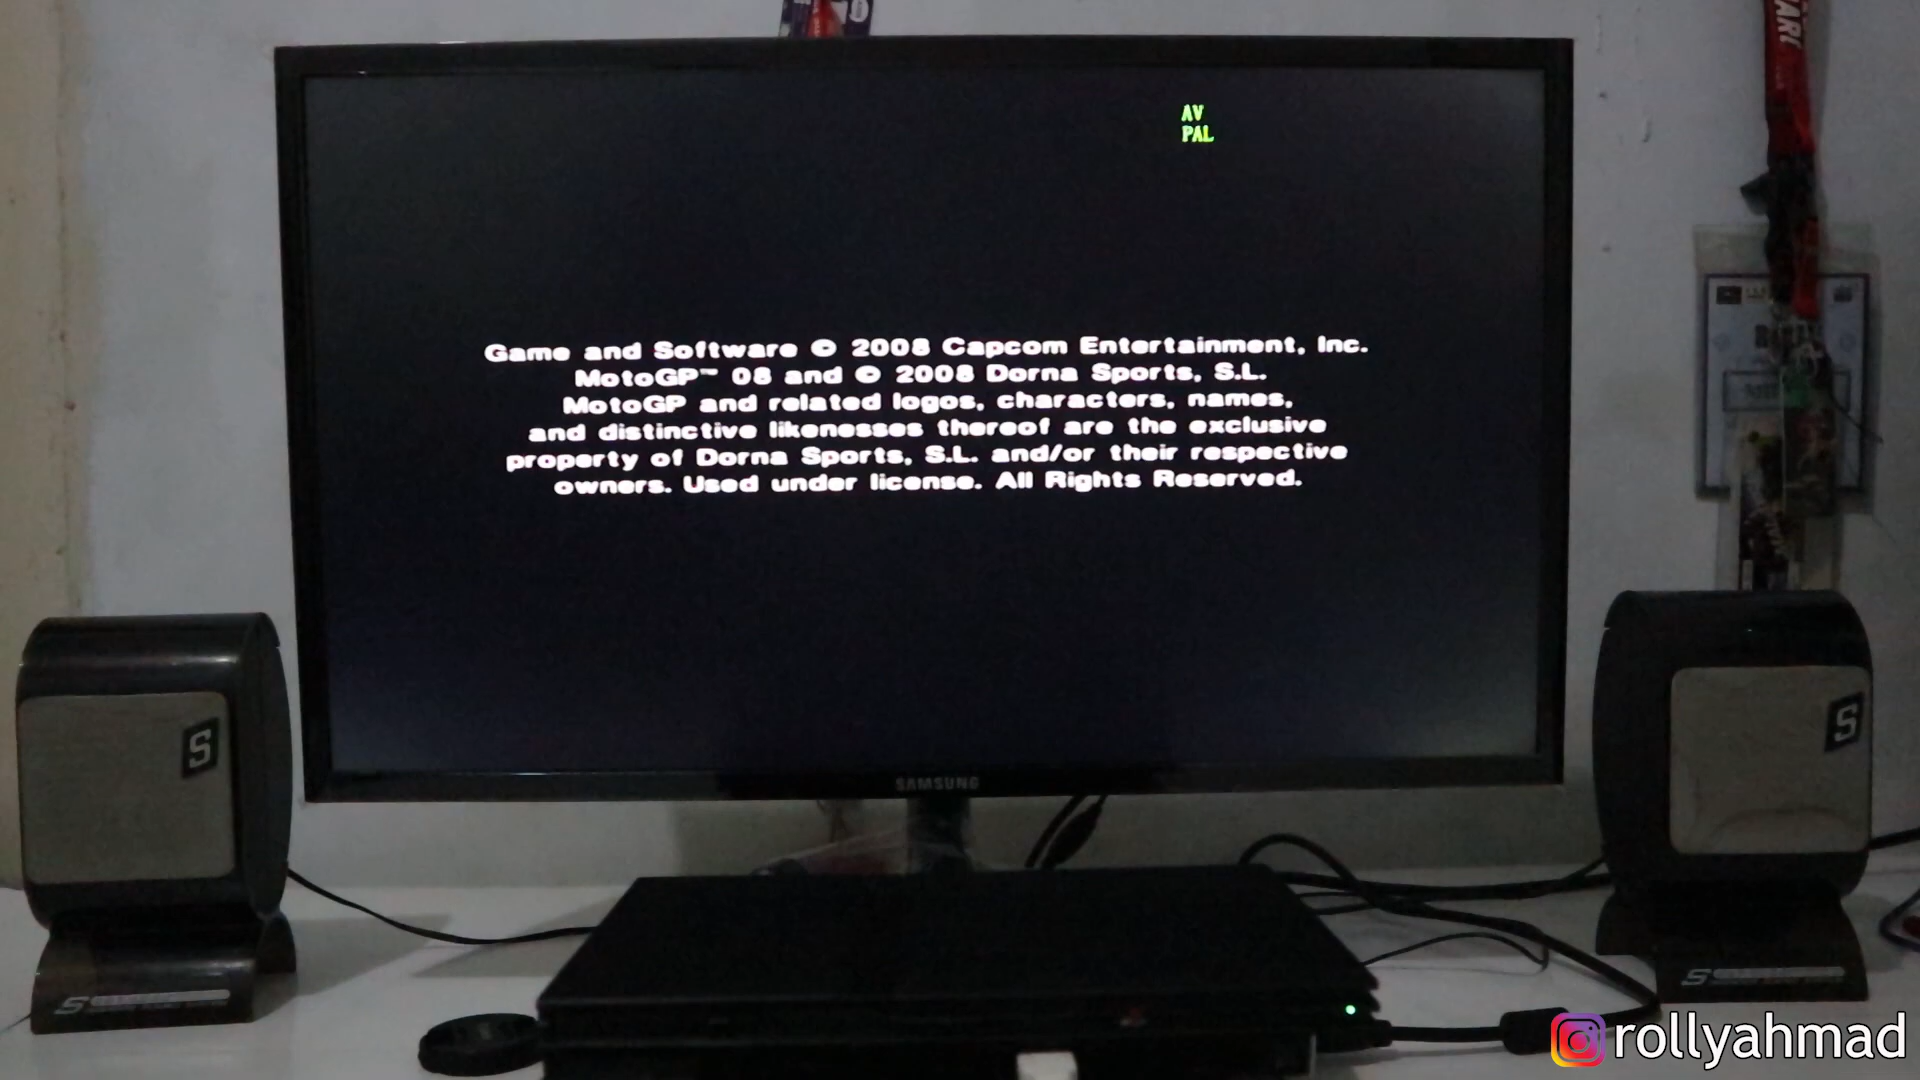 AV
PAL
Game and Software © 2008 Capcom Entertainment, Inc.
MotoGP™ 08 and © 2008 Dorna Sports, S.L.
MotoGP and related logos, characters, names,
and distinctive likenesses thereof are the exclusive
property of Dorna Sports, S.L. and/or their respective
owners. Used under license. All Rights Reserved.
SAMSUNG
S
S
rollyahmad